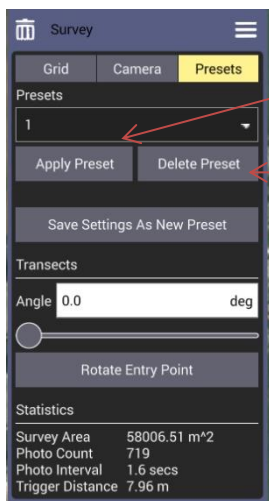 Survey
Grid Camera Presets
Presets
1
Apply Preset Delete Preset
Save Settings As New Preset
Transects
Angle 0.0 deg
Rotate Entry Point
Statistics
Survey Area 58006.51 m^2
Photo Count 719
Photo Interval 1.6 secs
Trigger Distance 7.96 m